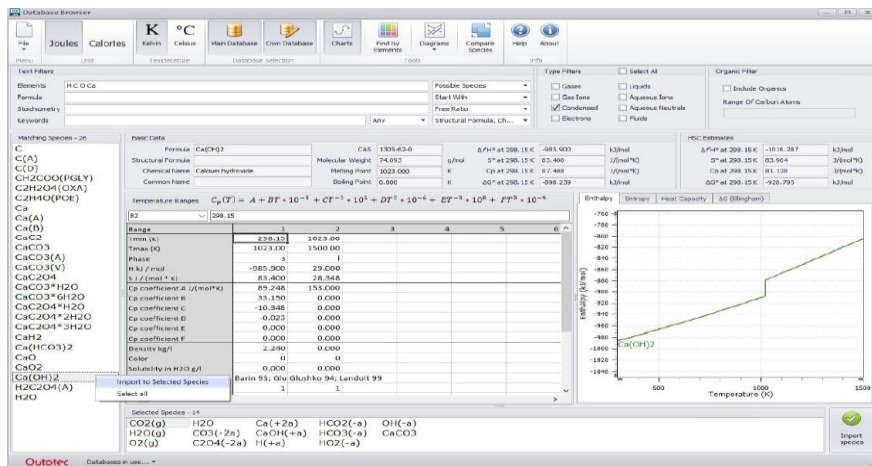 Database Browser
File
Joules
Calories
K
Kelvin
°C
Celsius
Main Database
Own Database
Charts
Find by Elements
Diagrams
Compare Species
Help
About
Menu
Unit
Temperature
Database Selection
Tools
Info
Text Filters
Elements H C O Ca Possible Species
Formula Start With
Stoichiometry Free Ratio
Keywords Any Structural Formula, Ch...
Type Filters Select All
Gases Liquids
Gas Ions Aqueous Ions
Condensed Aqueous Neutrals
Electrons Fluids
Organic Filter
Include Organics
Range Of Carbon Atoms
Matching Species - 26
C
C(A)
C(D)
CH2COO(PGLY)
C2H2O4(OXA)
C2H4O(POE)
Ca
Ca(A)
Ca(B)
CaC2
CaCO3
CaCO3(A)
CaCO3(V)
CaC2O4
CaCO3*H2O
CaCO3*6H2O
CaC2O4*H2O
CaC2O4*2H2O
CaC2O4*3H2O
CaH2
Ca(HCO3)2
CaO
CaO2
Ca(OH)2
H2C2O4(A)
H2O
Import to Selected Species
Select all
Basic Data
Formula Ca(OH)2 CAS 1305-62-0
Structural Formula Molecular Weight 74.093 g/mol
Chemical Name Calcium hydroxide Melting Point 1023.000 K
Common Name Boiling Point 0.000 K
ΔfH° at 298.15 K -985.900 kJ/mol
S° at 298.15 K 83.400 J/(mol*K)
Cp at 298.15 K 87.488 J/(mol*K)
ΔG° at 298.15 K -898.239 kJ/mol
HSC Estimates
ΔfH° at 298.15 K -1016.287 kJ/mol
S° at 298.15 K 83.904 J/(mol*K)
Cp at 298.15 K 81.128 J/(mol*K)
ΔG° at 298.15 K -928.793 kJ/mol
Temperature Ranges Cp(T) = A + BT * 10⁻³ + CT⁻² * 10⁵ + DT² * 10⁻⁶ + ET⁻³ * 10⁸ + FT³ * 10⁻⁹
B2 298.15
Range 1 2 3 4 5 6
Tmin (K) 298.15 1023.00
Tmax (K) 1023.00 1500.00
Phase s l
H kJ / mol -985.900 29.000
S J / (mol * K) 83.400 28.348
Cp coefficient A J/(mol*K) 89.248 153.000
Cp coefficient B 33.150 0.000
Cp coefficient C -10.348 0.000
Cp coefficient D -0.023 0.000
Cp coefficient E 0.000 0.000
Cp coefficient F 0.000 0.000
Density kg/l 2.240 0.000
Color 0 0
Solubility in H2O g/l 0.000 0.000
Barin 93; Glu Glushko 94; Landolt 99
1 1
Enthalpy Entropy Heat Capacity ΔG (Ellingham)
Enthalpy (kJ/mol)
-760
-780
-800
-820
-840
-860
-880
-900
-920
-940
-960
-980
-1000
-1020
-1040
Ca(OH)2
500 1000 1500
Temperature (K)
Selected Species - 14
CO2(g) H2O Ca(+2a) HCO2(-a) OH(-a)
H2O(g) CO3(-2a) CaOH(+a) HCO3(-a) CaCO3
O2(g) C2O4(-2a) H(+a) HO2(-a)
Import species
Outotec Databases in use...